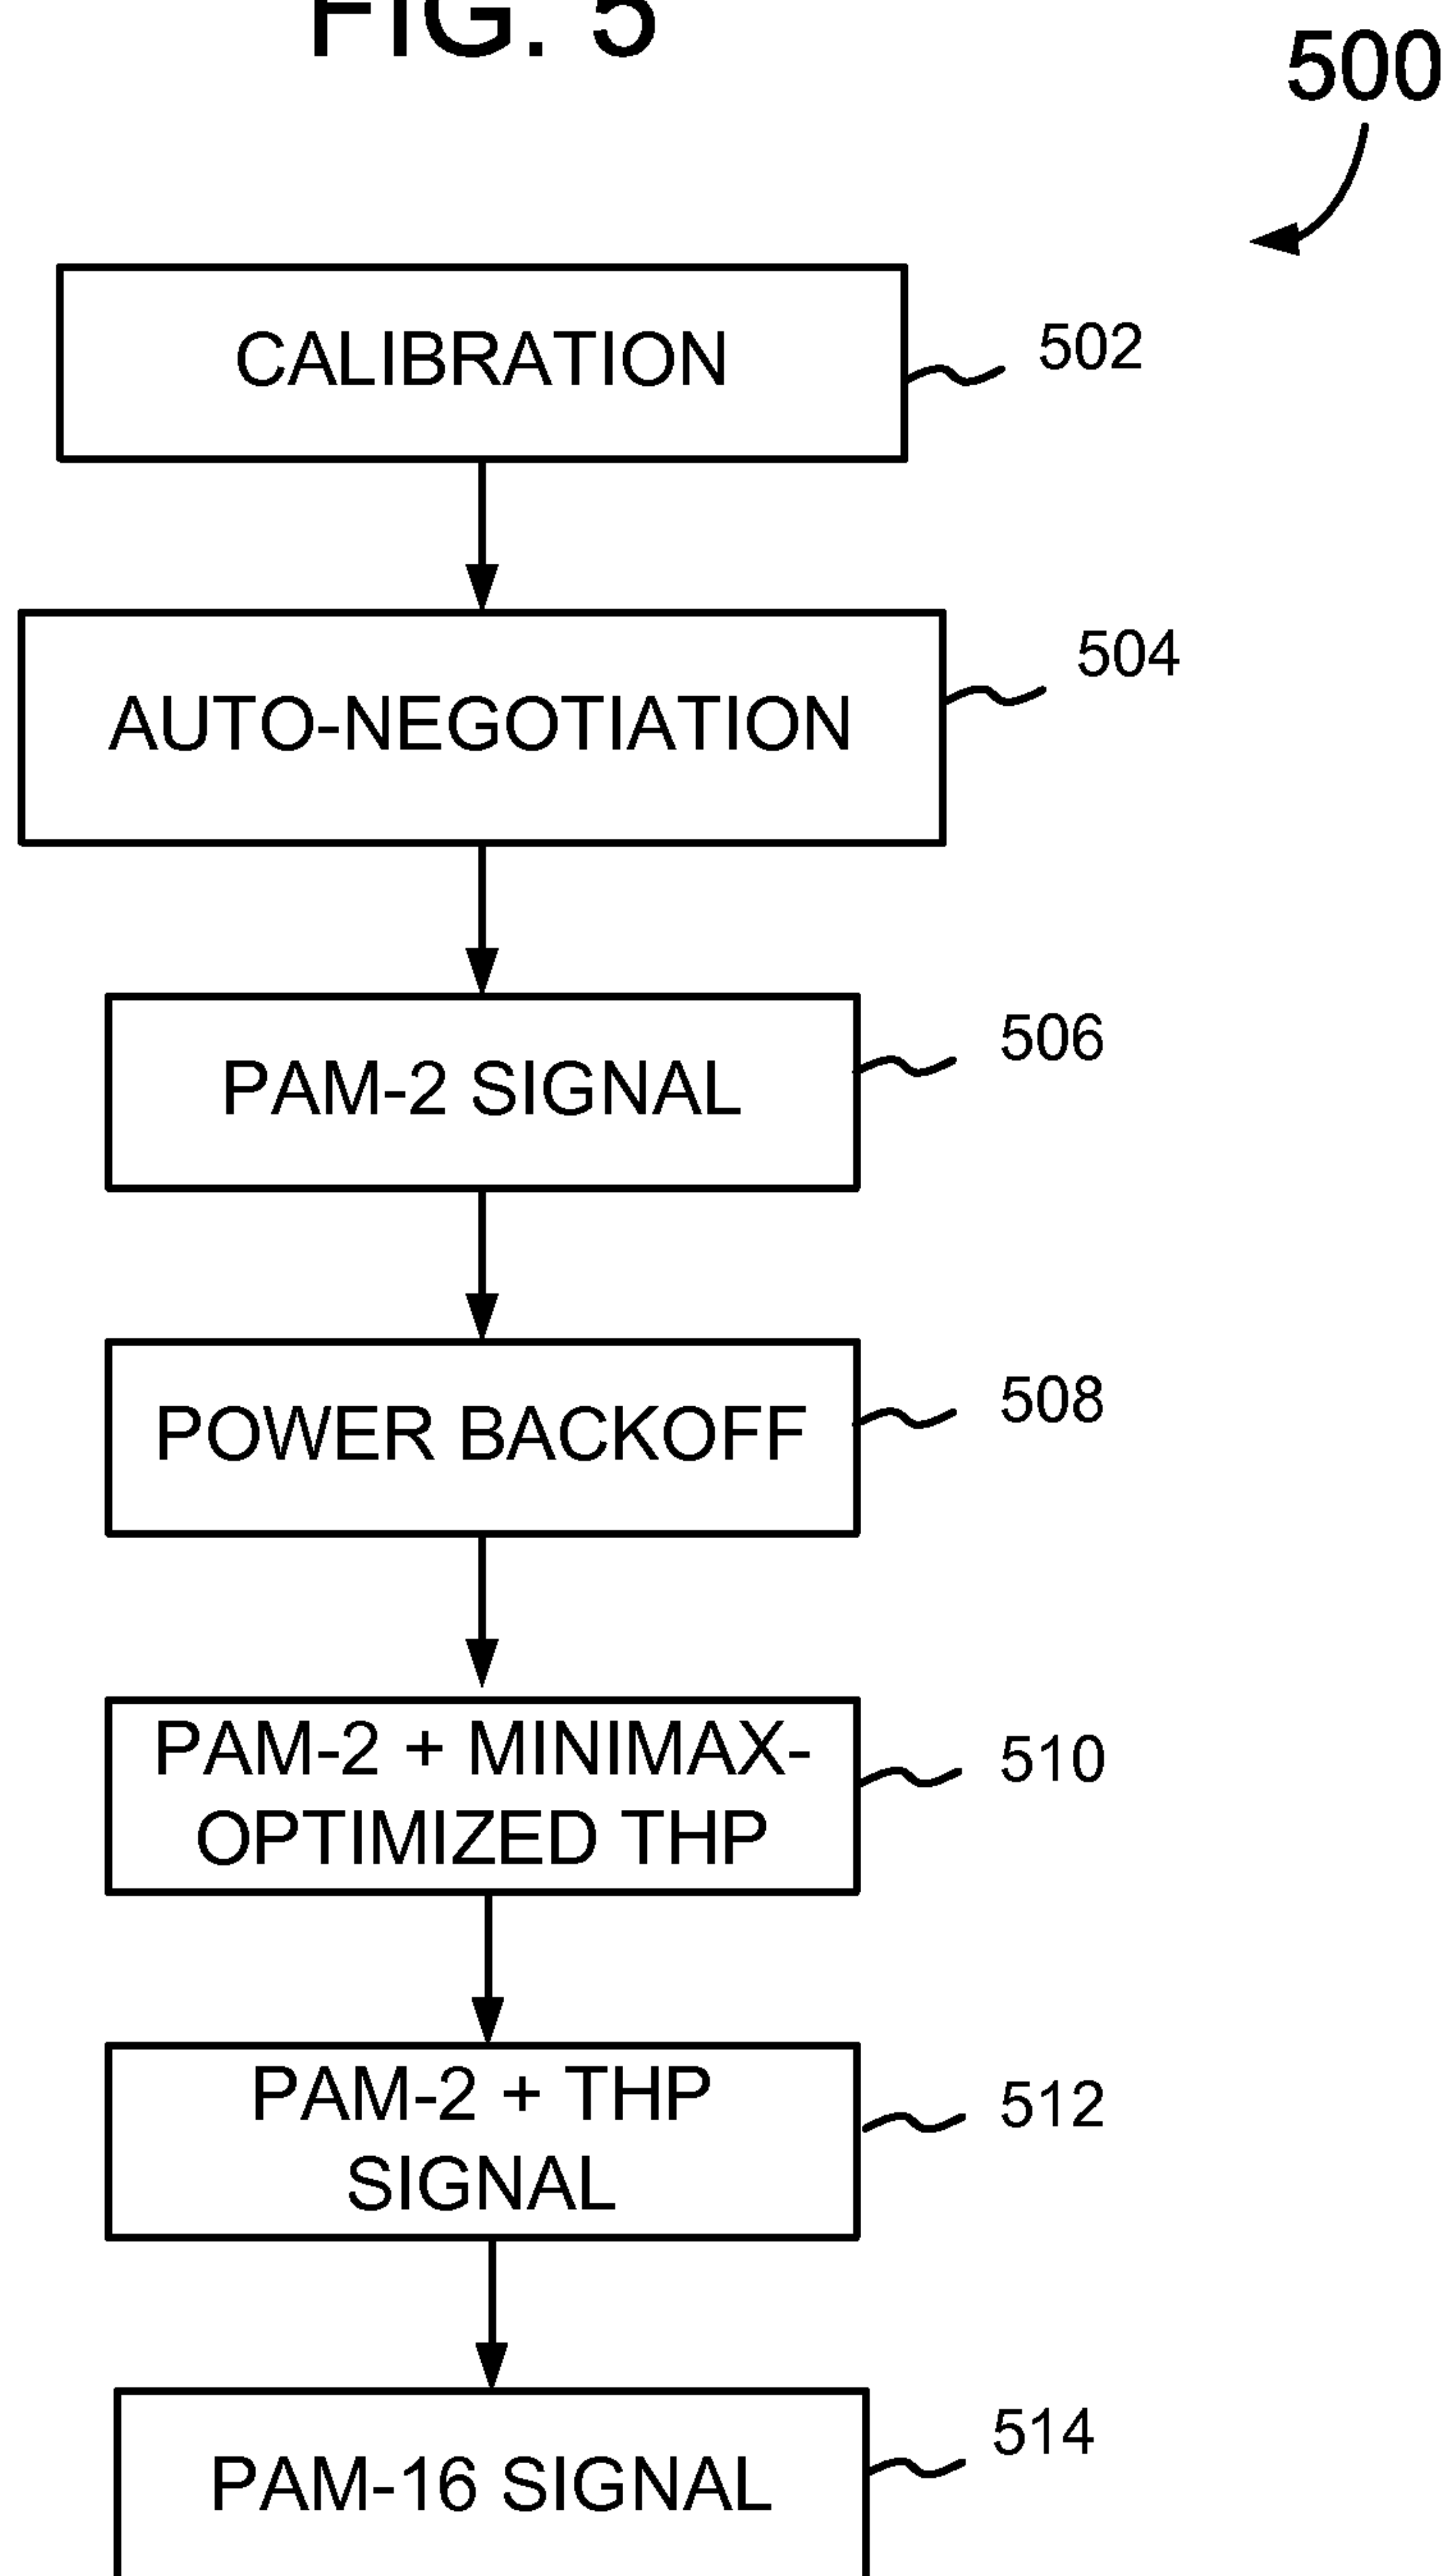 FIG. 5
500
CALIBRATION
502
AUTO-NEGOTIATION
504
PAM-2 SIGNAL
506
POWER BACKOFF
508
PAM-2 + MINIMAX-
OPTIMIZED THP
510
PAM-2 + THP
SIGNAL
512
PAM-16 SIGNAL
514